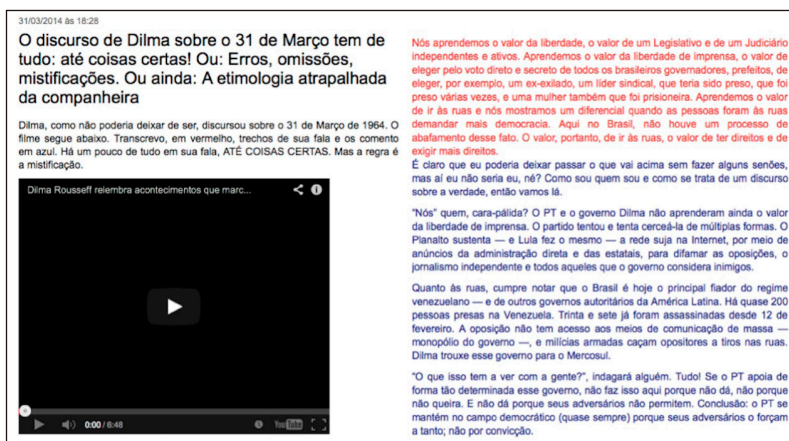 31/03/2014 às 18:28
O discurso de Dilma sobre o 31 de Março tem de
tudo: até coisas certas! Ou: Erros, omissões,
mistificações. Ou ainda: A etimologia atrapalhada
da companheira
Dilma, como não poderia deixar de ser, discursou sobre o 31 de Março de 1964. O
filme segue abaixo. Transcrevo, em vermelho, trechos de sua fala e os comento
em azul. Há um pouco de tudo em sua fala, ATÉ COISAS CERTAS. Mas a regra é
a mistificação.
Dilma Rousseff relembra acontecimentos que marc...
0:00 / 6:48
YouTube
Nós aprendemos o valor da liberdade, o valor de um Legislativo e de um Judiciário
independentes e ativos. Aprendemos o valor da liberdade de imprensa, o valor de
eleger pelo voto direto e secreto de todos os brasileiros governadores, prefeitos, de
eleger, por exemplo, um ex-exilado, um líder sindical, que teria sido preso, que foi
preso várias vezes, e uma mulher também que foi prisioneira. Aprendemos o valor
de ir às ruas e nós mostramos um diferencial quando as pessoas foram às ruas
demandar mais democracia. Aqui no Brasil, não houve um processo de
abafamento desse fato. O valor, portanto, de ir às ruas, o valor de ter direitos e de
exigir mais direitos.
É claro que eu poderia deixar passar o que vai acima sem fazer alguns senões,
mas aí eu não seria eu, né? Como sou quem sou e como se trata de um discurso
sobre a verdade, então vamos lá.
"Nós" quem, cara-pálida? O PT e o governo Dilma não aprenderam ainda o valor
da liberdade de imprensa. O partido tentou e tenta cerceá-la de múltiplas formas. O
Planalto sustenta — e Lula fez o mesmo — a rede suja na Internet, por meio de
anúncios da administração direta e das estatais, para difamar as oposições, o
jornalismo independente e todos aqueles que o governo considera inimigos.
Quanto às ruas, cumpre notar que o Brasil é hoje o principal fiador do regime
venezuelano — e de outros governos autoritários da América Latina. Há quase 200
pessoas presas na Venezuela. Trinta e sete já foram assassinadas desde 12 de
fevereiro. A oposição não tem acesso aos meios de comunicação de massa —
monopólio do governo —, e milícias armadas caçam opositores a tiros nas ruas.
Dilma trouxe esse governo para o Mercosul.
"O que isso tem a ver com a gente?", indagará alguém. Tudo! Se o PT apoia de
forma tão determinada esse governo, não faz isso aqui porque não dá, não porque
não queira. E não dá porque seus adversários não permitem. Conclusão: o PT se
mantém no campo democrático (quase sempre) porque seus adversários o forçam
a tanto; não por convicção.